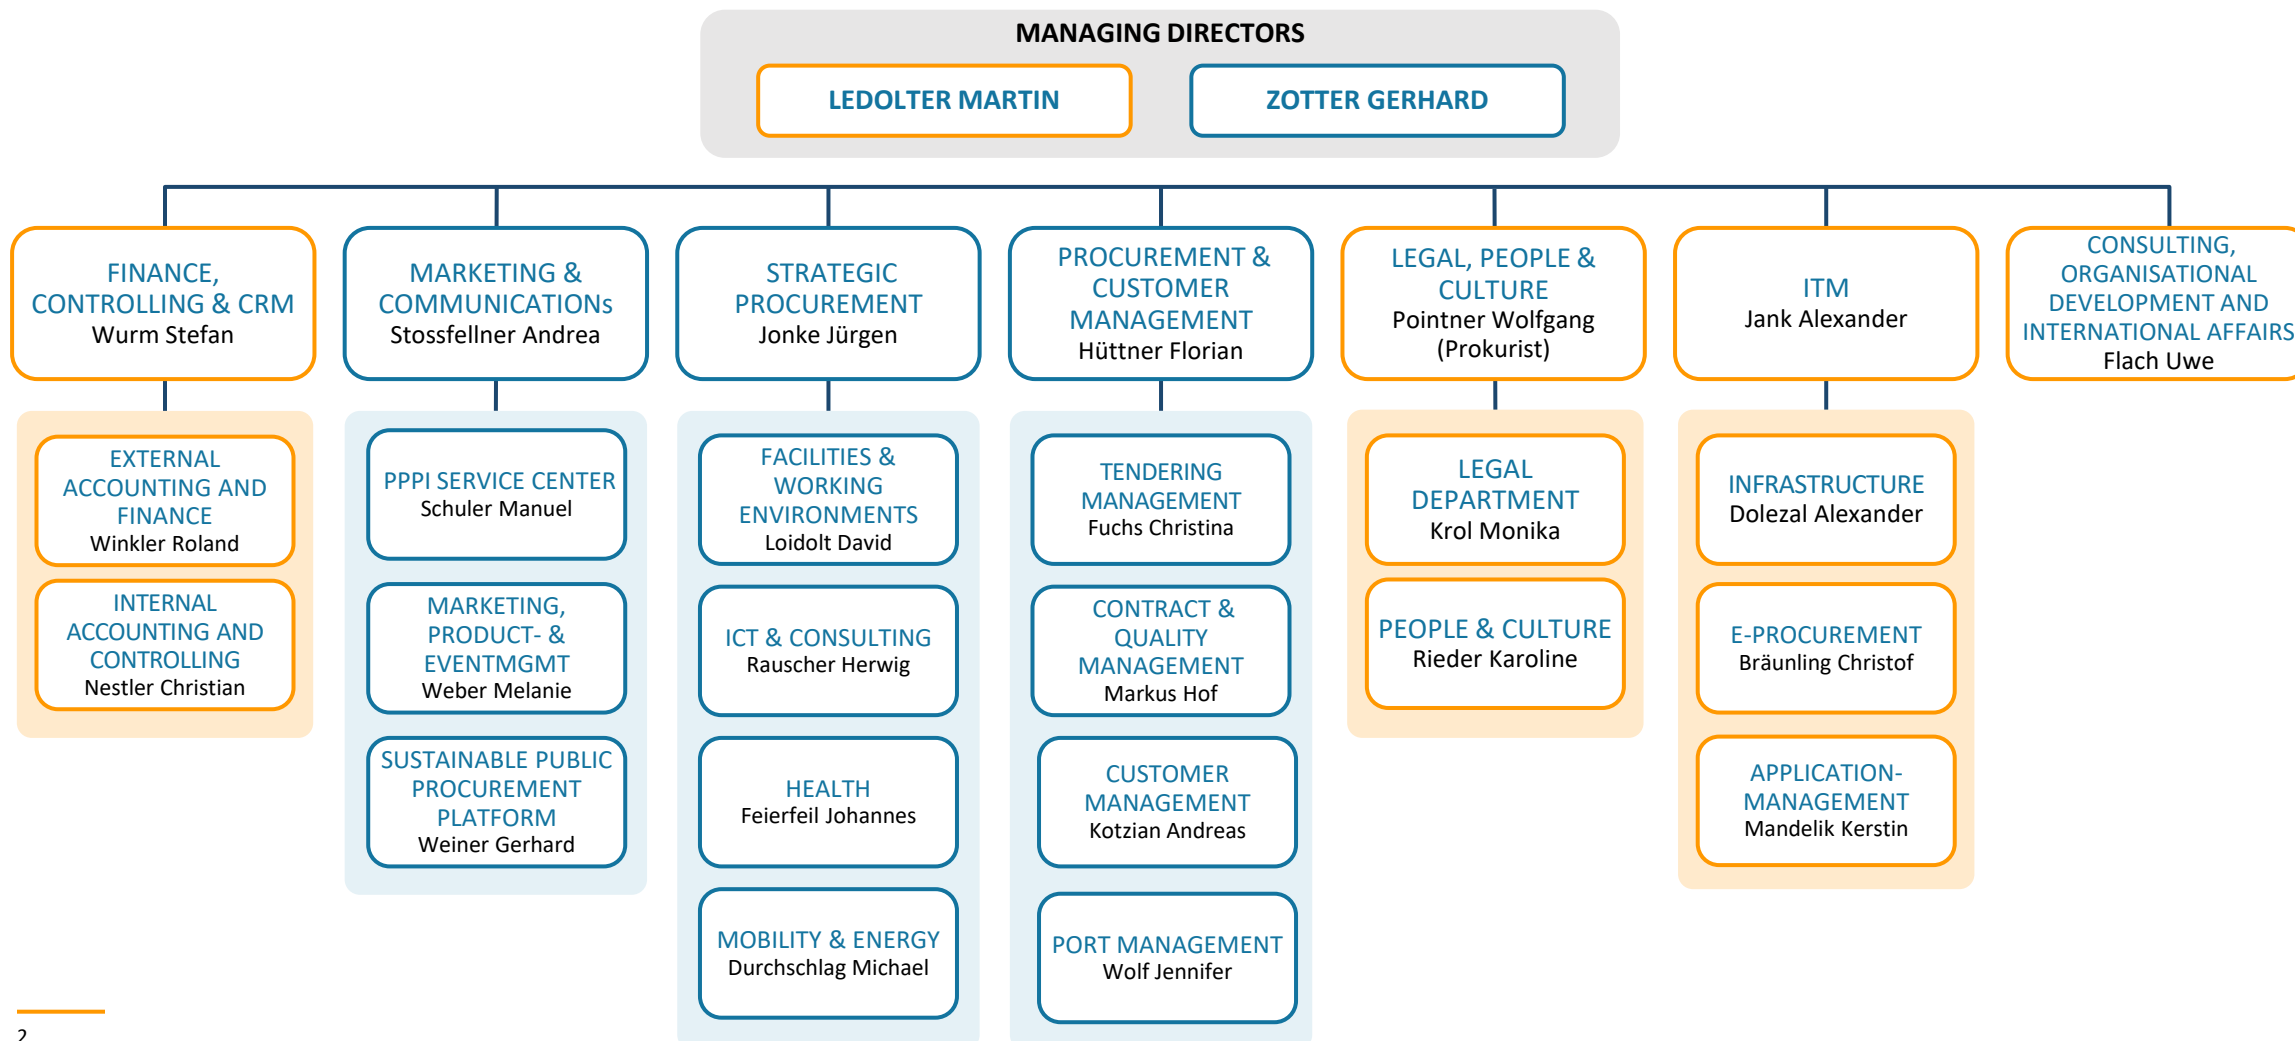 MANAGING DIRECTORS
LEDOLTER MARTIN
ZOTTER GERHARD
FINANCE,
CONTROLLING & CRM
Wurm Stefan
MARKETING &
COMMUNICATIONs
Stossfellner Andrea
STRATEGIC
PROCUREMENT
Jonke Jürgen
PROCUREMENT &
CUSTOMER
MANAGEMENT
Hüttner Florian
LEGAL, PEOPLE &
CULTURE
Pointner Wolfgang
(Prokurist)
ITM
Jank Alexander
CONSULTING,
ORGANISATIONAL
DEVELOPMENT AND
INTERNATIONAL AFFAIRS
Flach Uwe
EXTERNAL
ACCOUNTING AND
FINANCE
Winkler Roland
INTERNAL
ACCOUNTING AND
CONTROLLING
Nestler Christian
PPPI SERVICE CENTER
Schuler Manuel
MARKETING,
PRODUCT- &
EVENTMGMT
Weber Melanie
SUSTAINABLE PUBLIC
PROCUREMENT
PLATFORM
Weiner Gerhard
FACILITIES &
WORKING
ENVIRONMENTS
Loidolt David
ICT & CONSULTING
Rauscher Herwig
HEALTH
Feierfeil Johannes
MOBILITY & ENERGY
Durchschlag Michael
TENDERING
MANAGEMENT
Fuchs Christina
CONTRACT &
QUALITY
MANAGEMENT
Markus Hof
CUSTOMER
MANAGEMENT
Kotzian Andreas
PORT MANAGEMENT
Wolf Jennifer
LEGAL
DEPARTMENT
Krol Monika
PEOPLE & CULTURE
Rieder Karoline
INFRASTRUCTURE
Dolezal Alexander
E-PROCUREMENT
Bräunling Christof
APPLICATION-
MANAGEMENT
Mandelik Kerstin
2